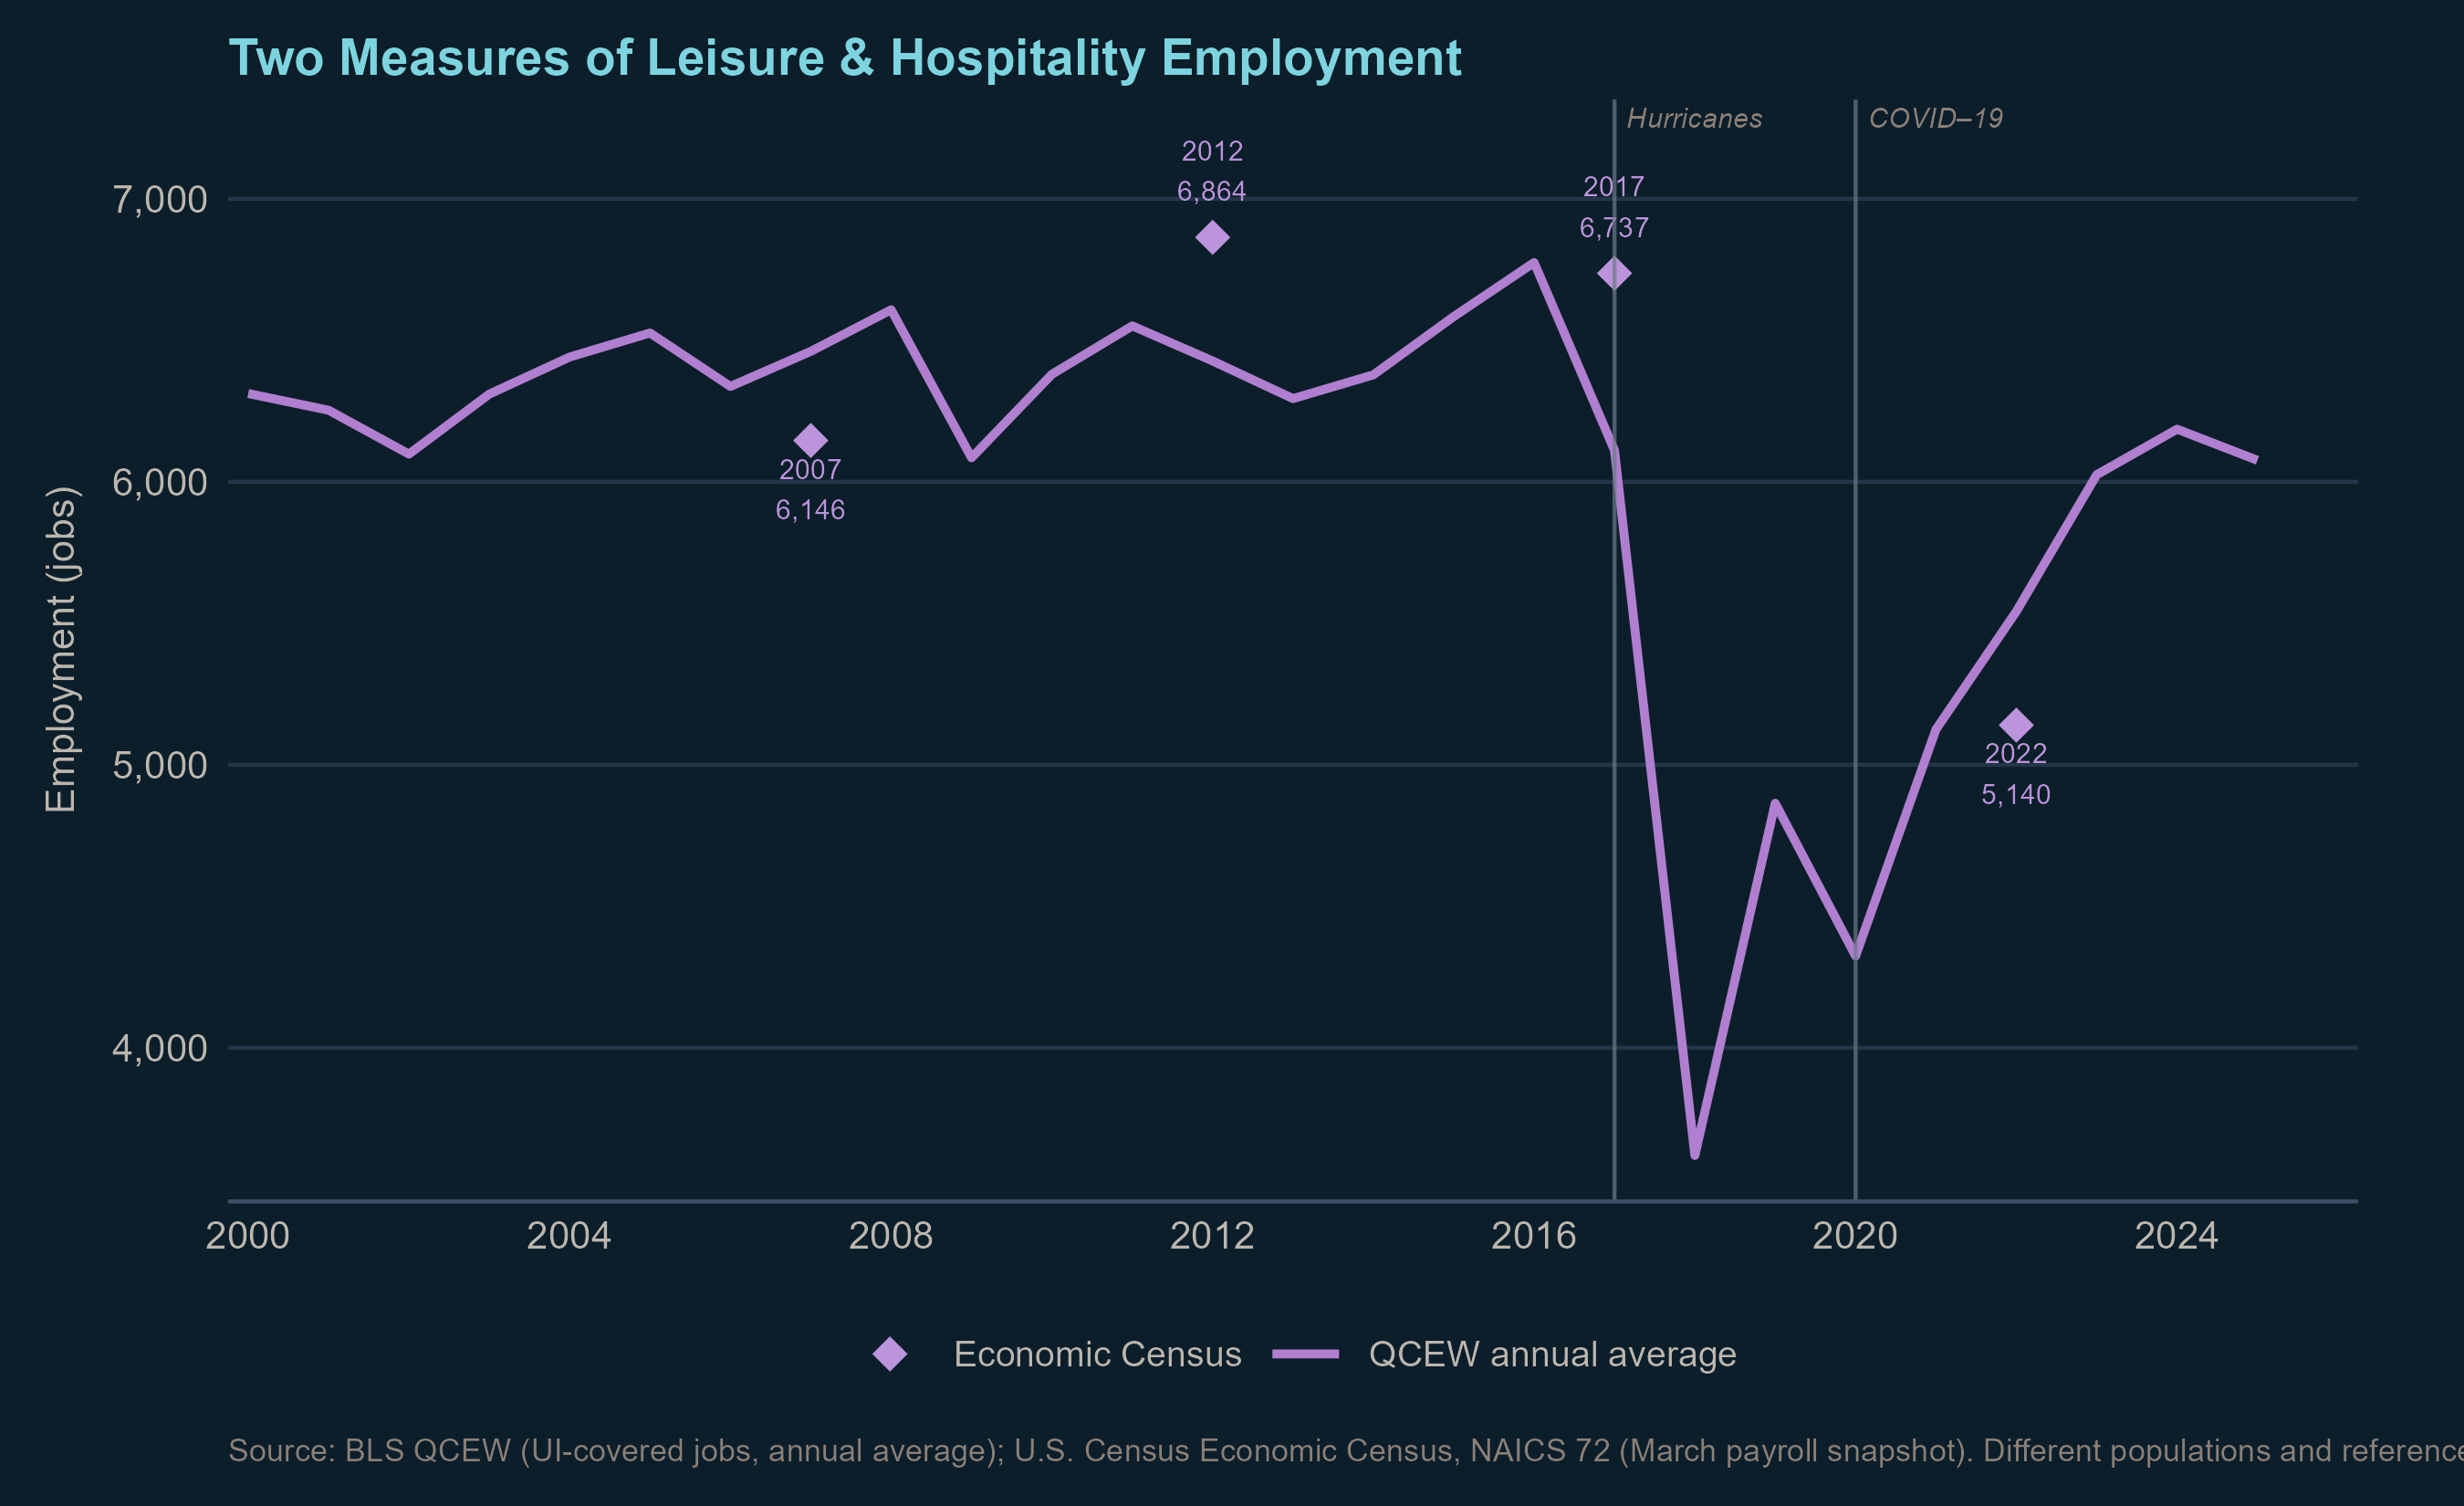 Two Measures of Leisure & Hospitality Employment
Hurricanes
COVID–19
2012
6,864
2017
6,737
7,000
6,000
5,000
4,000
Employment (jobs)
2007
6,146
2022
5,140
2000
2004
2008
2012
2016
2020
2024
Economic Census
QCEW annual average
Source: BLS QCEW (UI-covered jobs, annual average); U.S. Census Economic Census, NAICS 72 (March payroll snapshot). Different populations and reference